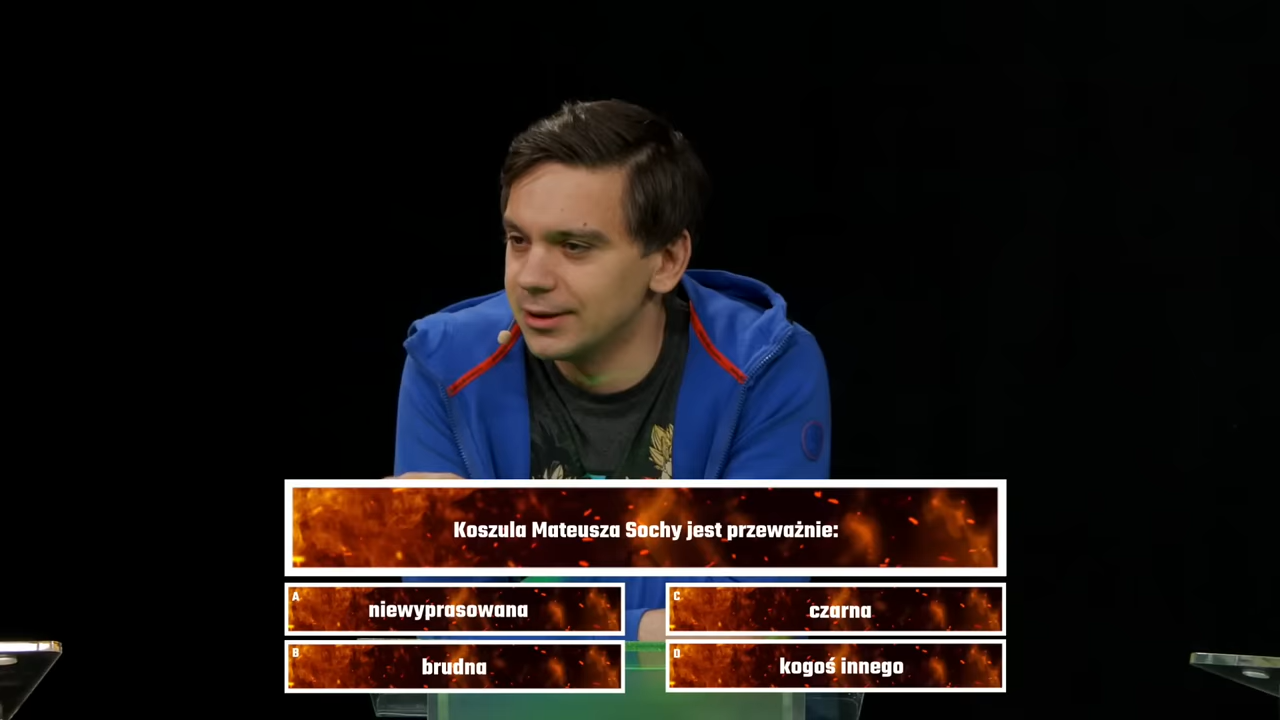 Koszula Mateusza Sochy jest przeważnie:
A niewyprasowana
C czarna
B brudna
D kogoś innego